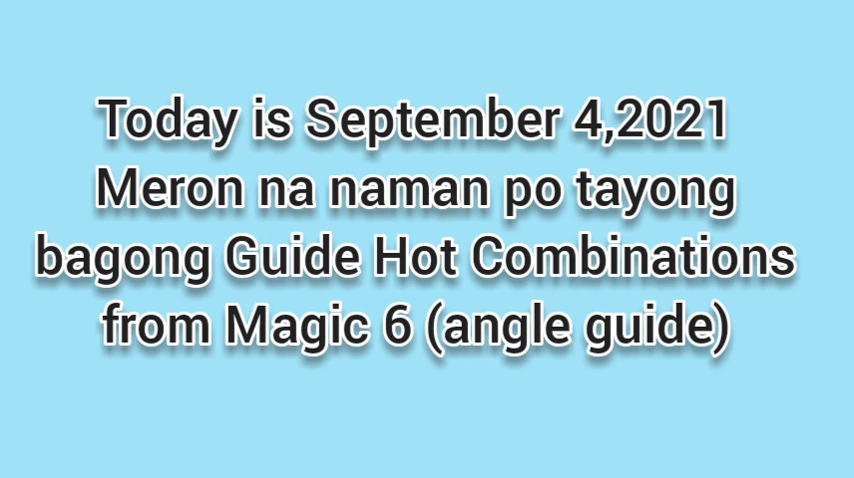 Today is September 4,2021
Meron na naman po tayong
bagong Guide Hot Combinations
from Magic 6 (angle guide)